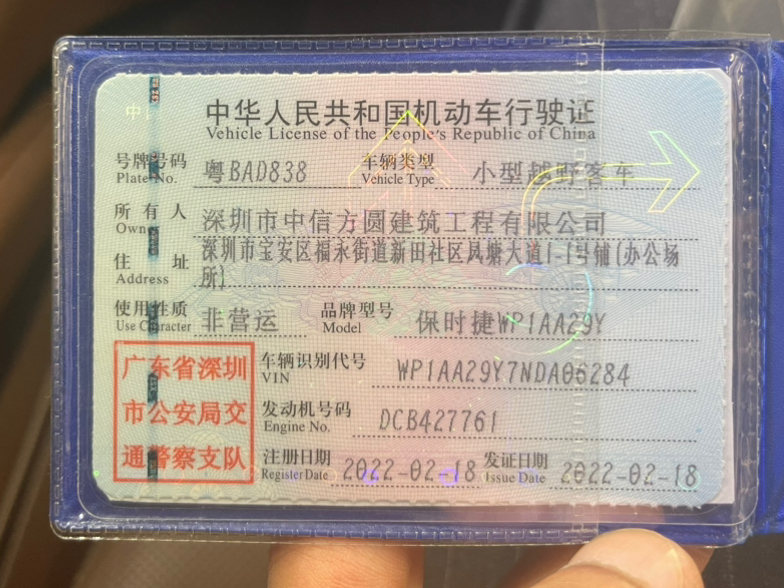 中华人民共和国机动车行驶证
Vehicle License of the People's Republic of China
号牌号码 粤BAD838 车辆类型 小型越野客车
Plate No. Vehicle Type
所有人 深圳市中信方圆建筑工程有限公司
Owner
住址 深圳市宝安区福永街道新田社区凤塘大道1-1号铺(办公场
Address 所)
使用性质 非营运 品牌型号 保时捷WP1AA29Y
Use Character Model
广东省深圳 车辆识别代号 WP1AA29Y7NDA06284
VIN
市公安局交 发动机号码 DCB427761
Engine No.
通警察支队 注册日期 2022-02-18 发证日期 2022-02-18
Register Date Issue Date